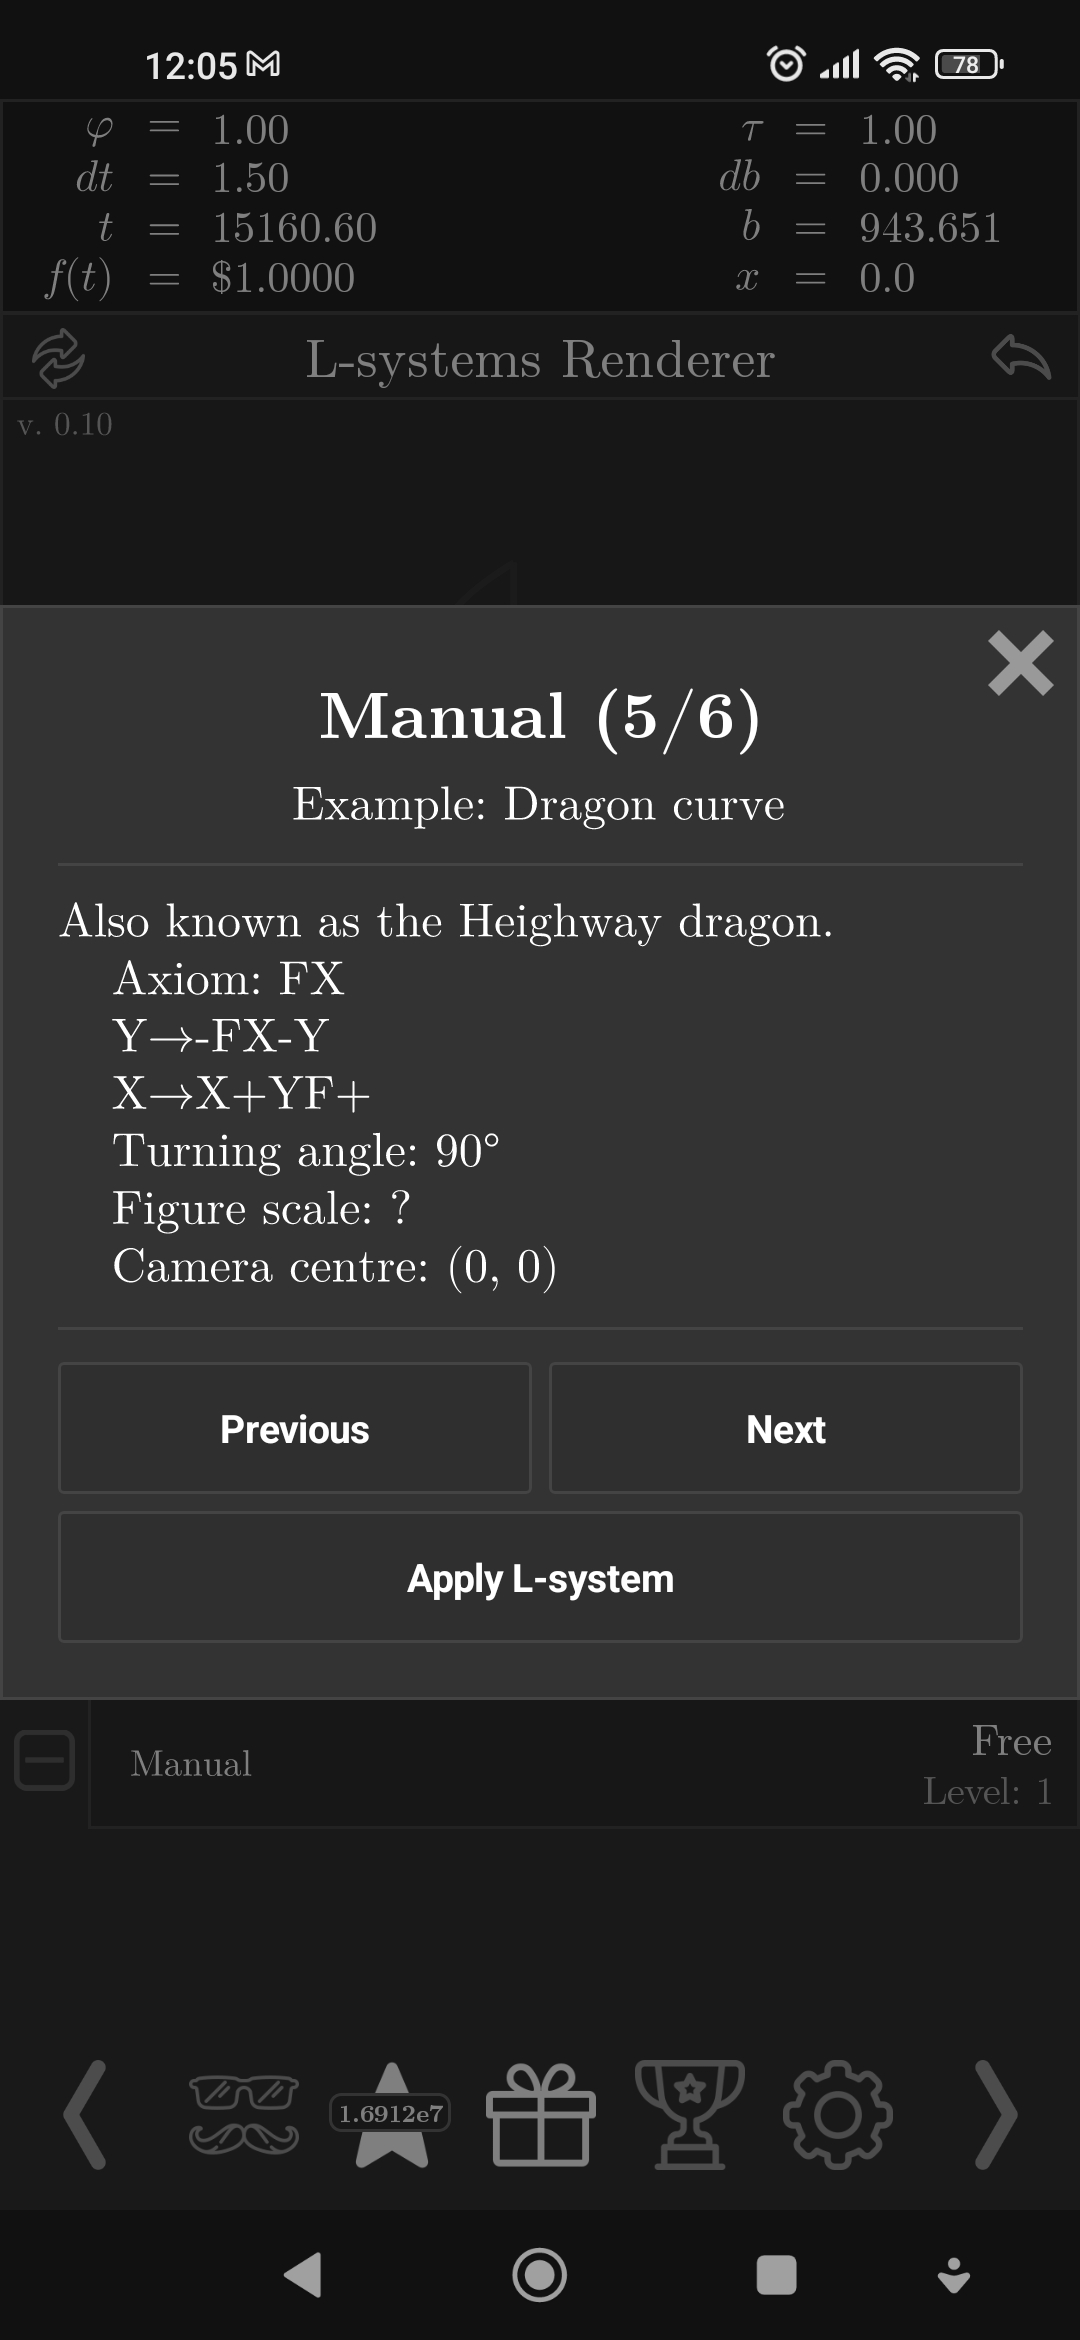 12:05
78
φ = 1.00
τ = 1.00
dt = 1.50
db = 0.000
t = 15160.60
b = 943.651
f(t) = $1.0000
x = 0.0
L-systems Renderer
v. 0.10
Manual (5/6)
Example: Dragon curve
Also known as the Heighway dragon.
Axiom: FX
Y→-FX-Y
X→X+YF+
Turning angle: 90°
Figure scale: ?
Camera centre: (0, 0)
Previous
Next
Apply L-system
Manual
Free
Level: 1
1.6912e7